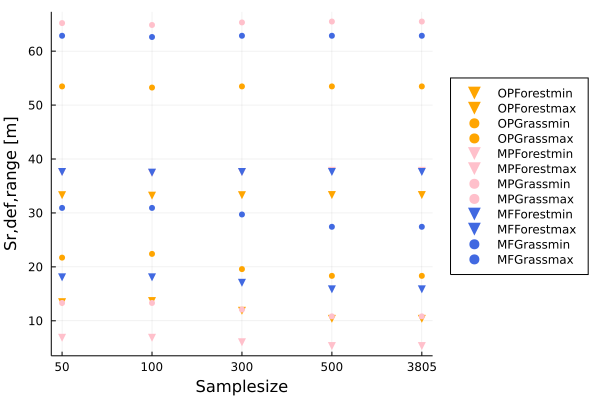 60
50
40
30
20
10
Sr,def,range [m]
50
100
300
500
3805
Samplesize
OPForestmin
OPForestmax
OPGrassmin
OPGrassmax
MPForestmin
MPForestmax
MPGrassmin
MPGrassmax
MFForestmin
MFForestmax
MFGrassmin
MFGrassmax